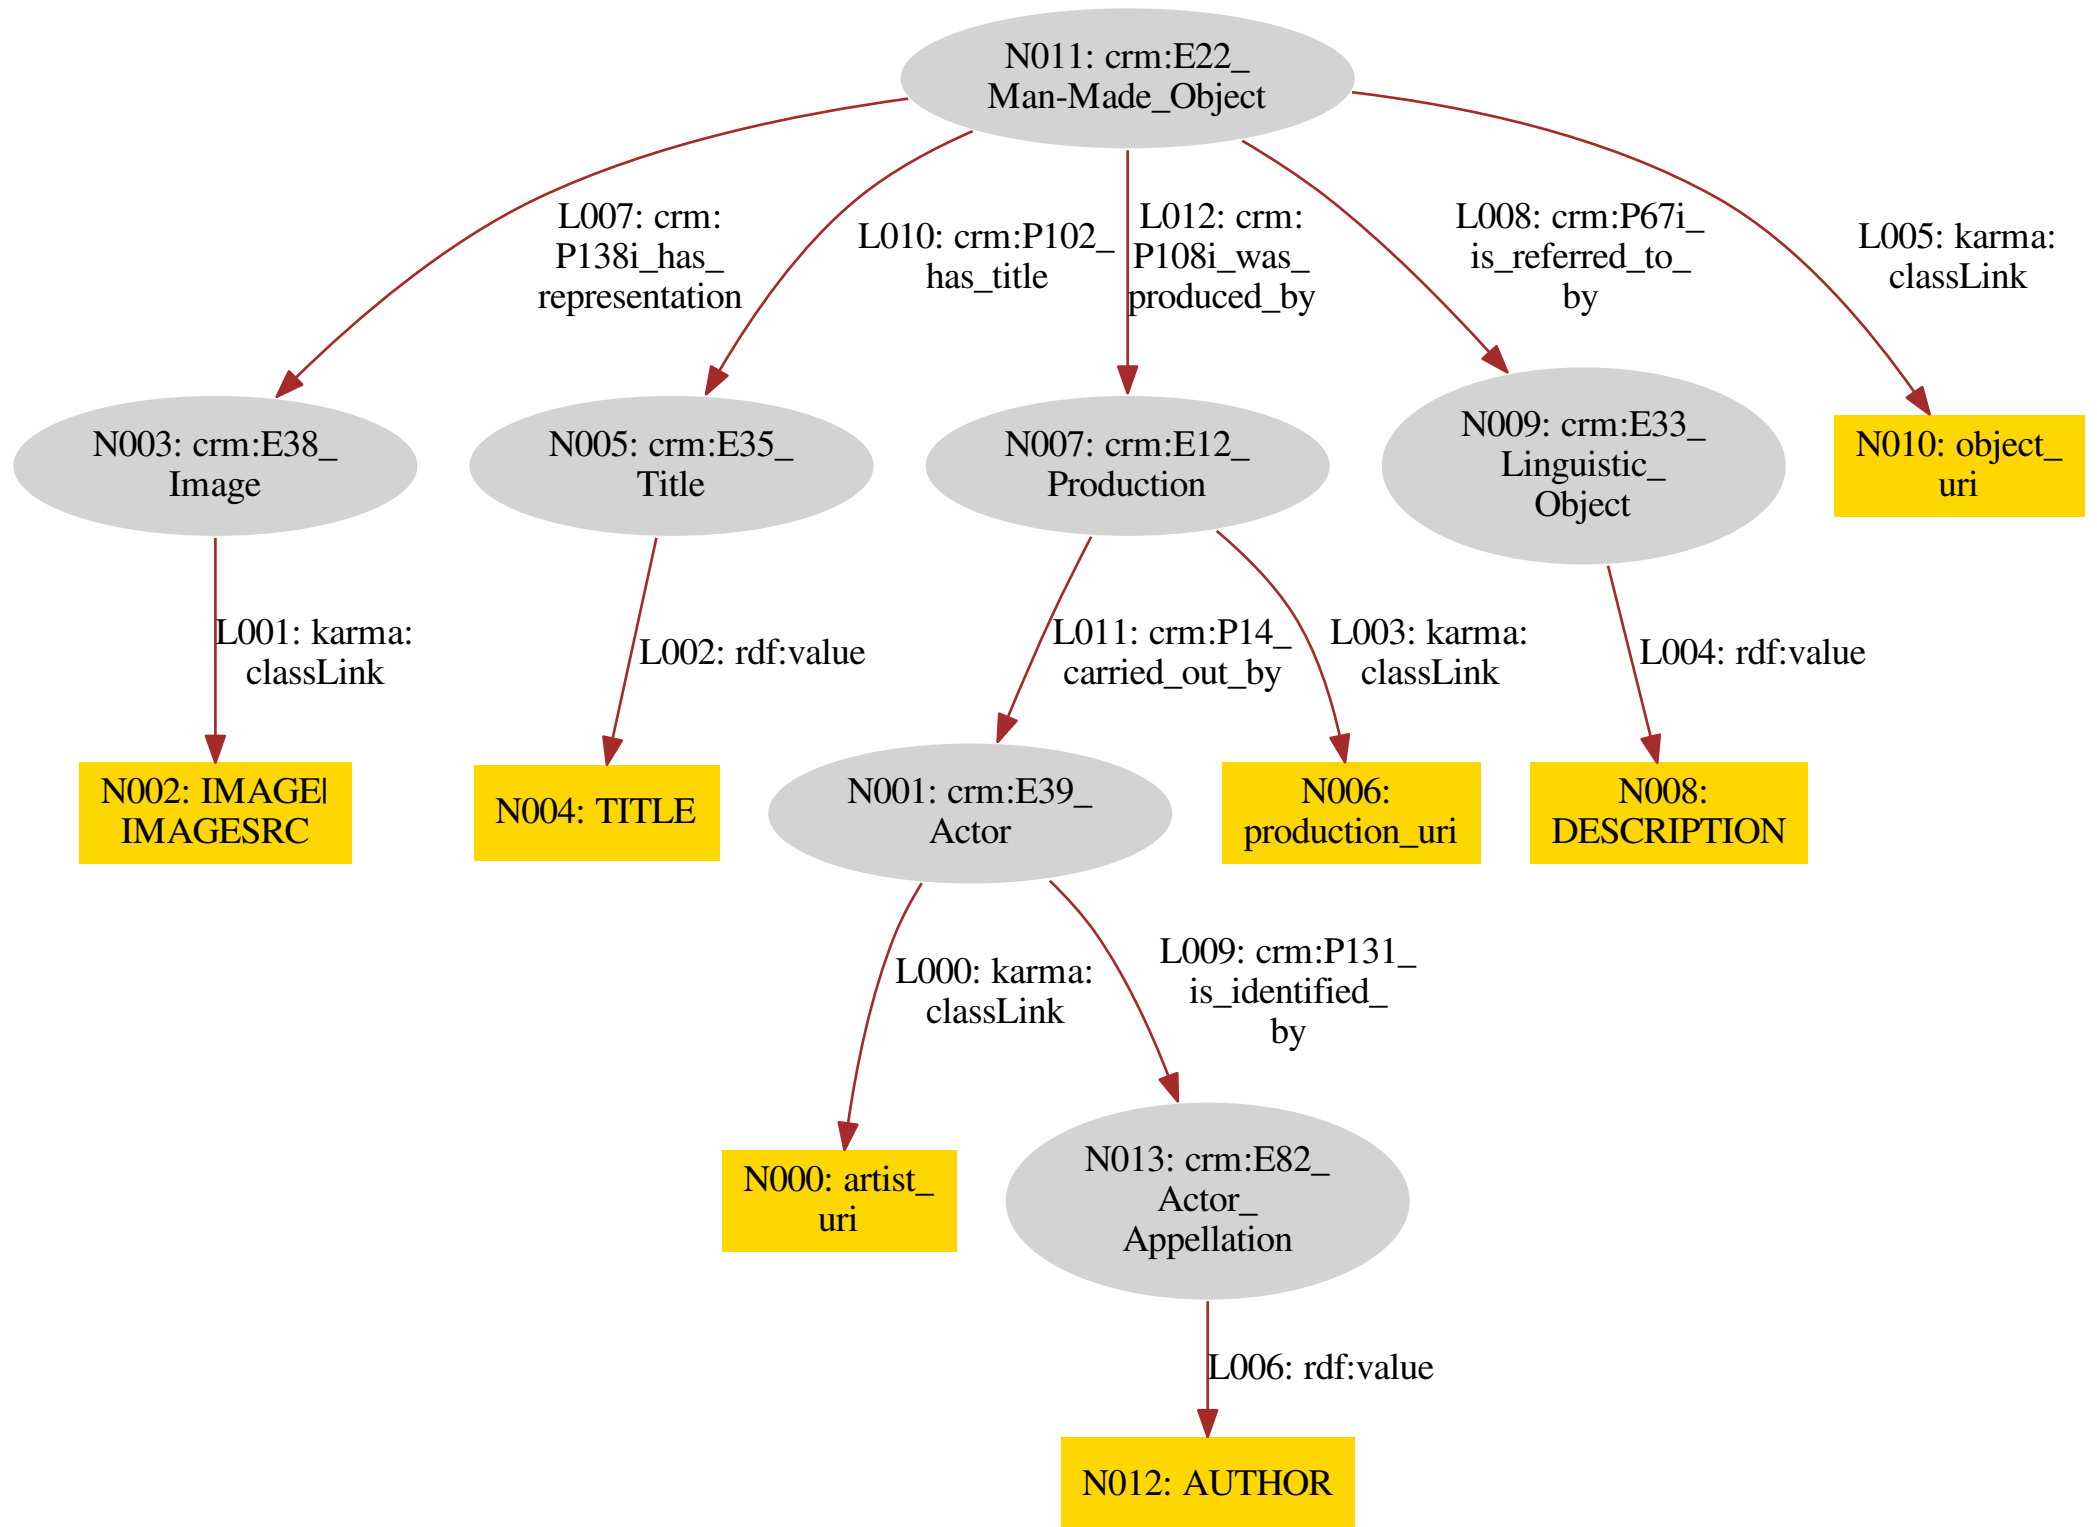 N011: crm:E22_
Man-Made_Object
L007: crm:
P138i_has_
representation
L010: crm:P102_
has_title
L012: crm:
P108i_was_
produced_by
L008: crm:P67i_
is_referred_to_
by
L005: karma:
classLink
N003: crm:E38_
Image
N005: crm:E35_
Title
N007: crm:E12_
Production
N009: crm:E33_
Linguistic_
Object
N010: object_
uri
L001: karma:
classLink
L002: rdf:value
L011: crm:P14_
carried_out_by
L003: karma:
classLink
L004: rdf:value
N002: IMAGE|
IMAGESRC
N004: TITLE
N001: crm:E39_
Actor
N006:
production_uri
N008:
DESCRIPTION
L000: karma:
classLink
L009: crm:P131_
is_identified_
by
N000: artist_
uri
N013: crm:E82_
Actor_
Appellation
L006: rdf:value
N012: AUTHOR